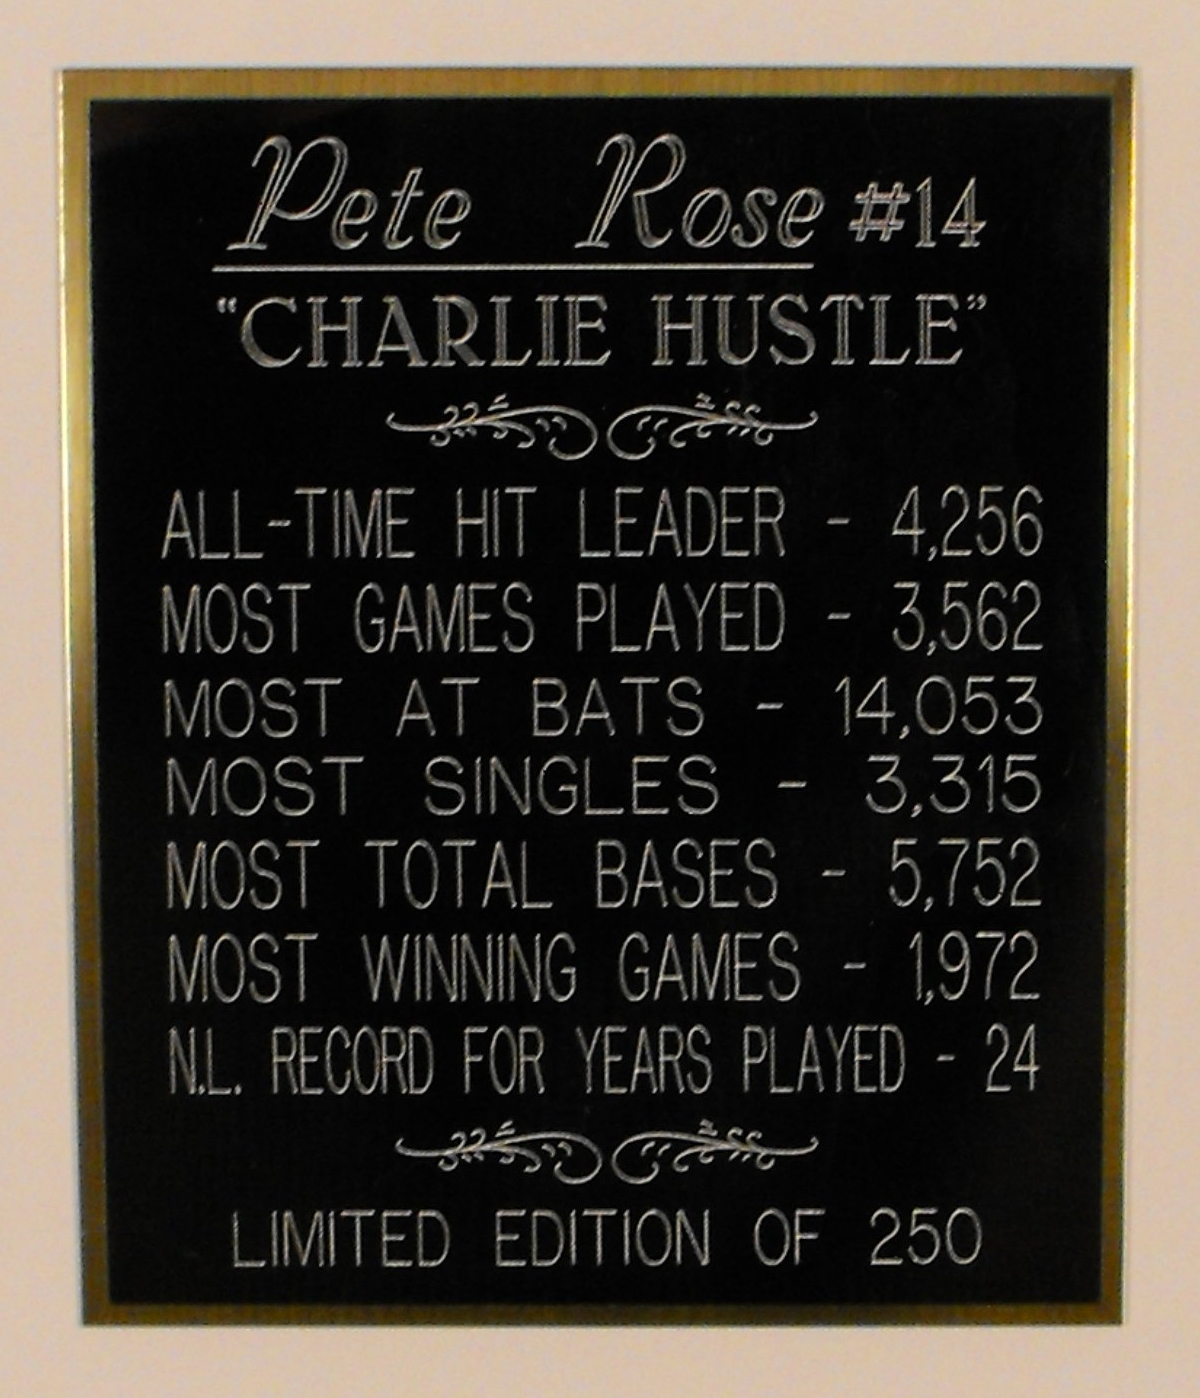 Pete Rose #14
“CHARLIE HUSTLE”
ALL-TIME HIT LEADER - 4,256
MOST GAMES PLAYED - 3,562
MOST AT BATS - 14,053
MOST SINGLES - 3,315
MOST TOTAL BASES - 5,752
MOST WINNING GAMES - 1,972
N.L. RECORD FOR YEARS PLAYED - 24
LIMITED EDITION OF 250